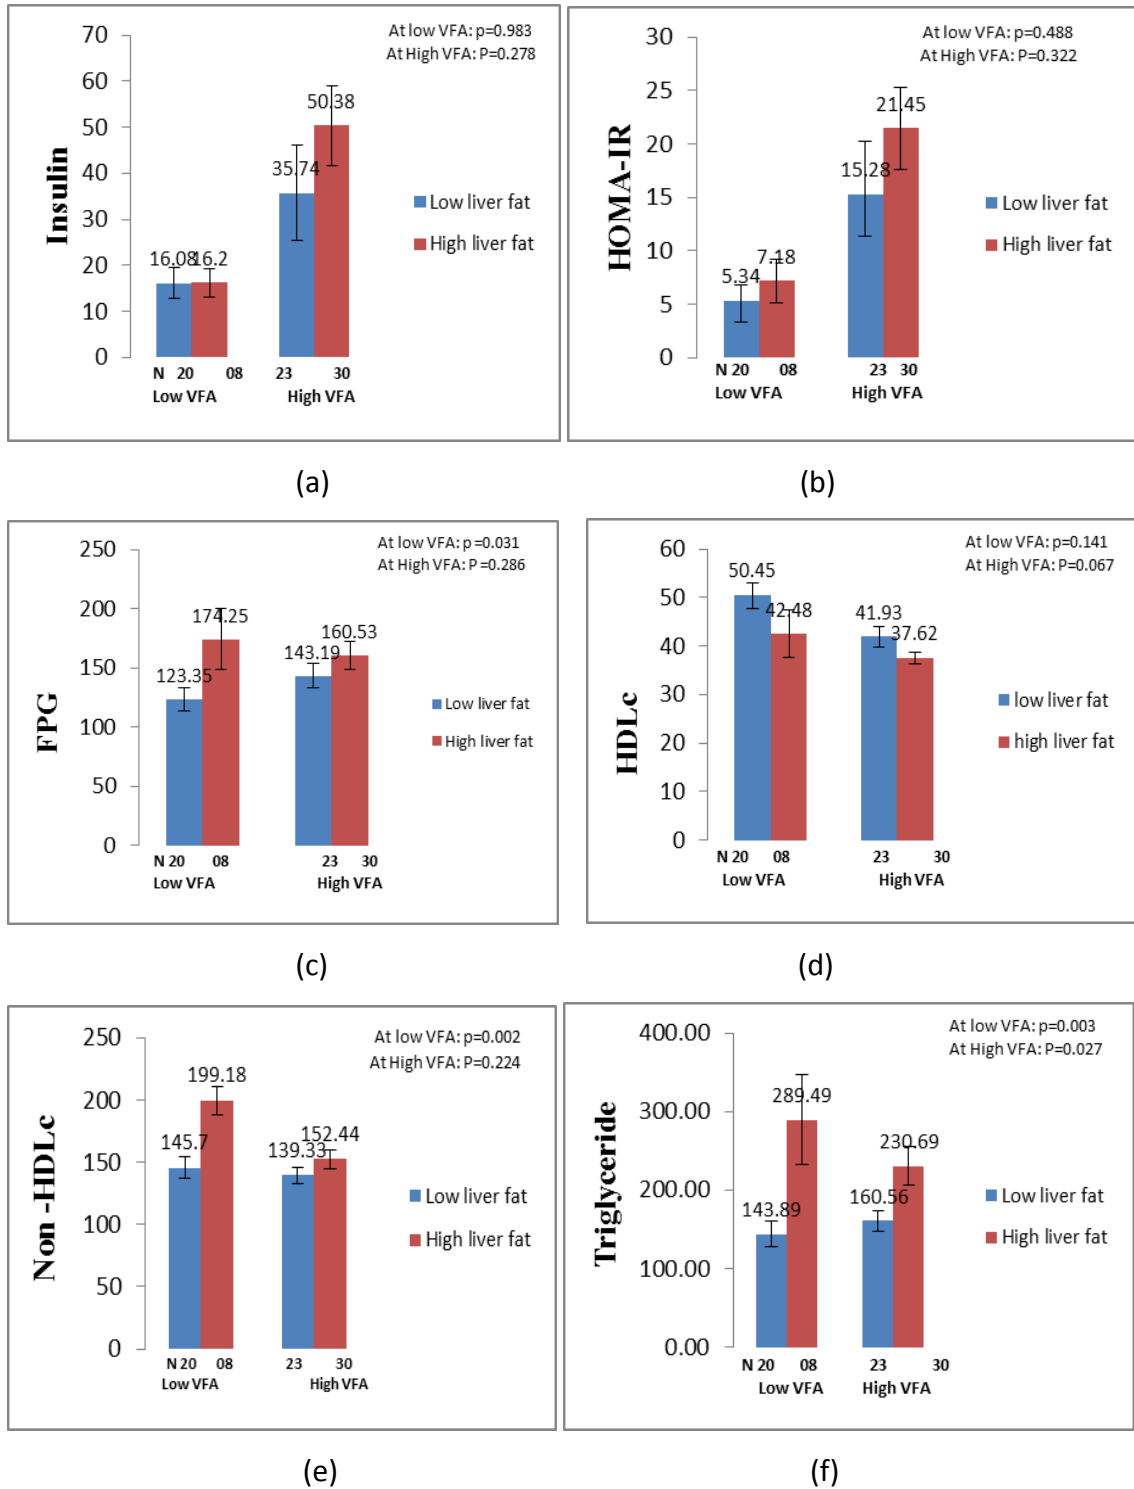 At low VFA: p=0.983
At High VFA: P=0.278
70
60
50
40
30
20
10
0
Insulin
16.08
16.2
35.74
50.38
Low liver fat
High liver fat
N 20 08 23 30
Low VFA High VFA
(a)
At low VFA: p=0.488
At High VFA: P=0.322
30
25
20
15
10
5
0
HOMA-IR
5.34
7.18
15.28
21.45
Low liver fat
High liver fat
N 20 08 23 30
Low VFA High VFA
(b)
At low VFA: p=0.031
At High VFA: P =0.286
250
200
150
100
50
0
FPG
123.35
174.25
143.19
160.53
Low liver fat
High liver fat
N 20 08 23 30
Low VFA High VFA
(c)
At low VFA: p=0.141
At High VFA: P=0.067
60
50
40
30
20
10
0
HDLc
50.45
42.48
41.93
37.62
low liver fat
high liver fat
N 20 08 23 30
Low VFA High VFA
(d)
At low VFA: p=0.002
At High VFA: P=0.224
250
200
150
100
50
0
Non -HDLc
145.7
199.18
139.33
152.44
Low liver fat
High liver fat
N 20 08 23 30
Low VFA High VFA
(e)
At low VFA: p=0.003
At High VFA: P=0.027
400.00
300.00
200.00
100.00
0.00
Triglyceride
143.89
289.49
160.56
230.69
Low liver fat
High liver fat
N 20 08 23 30
Low VFA High VFA
(f)